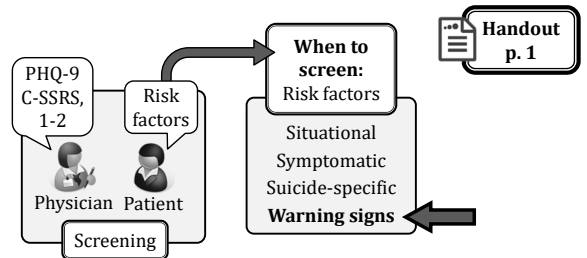 PHQ-9
C-SSRS,
1-2
Risk
factors
Physician
Patient
Screening
When to
screen:
Risk factors
Situational
Symptomatic
Suicide-specific
Warning signs
Handout
p. 1